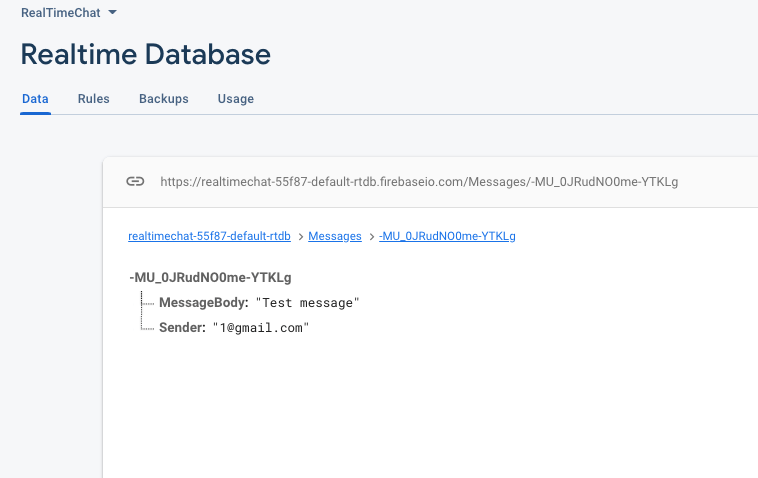 RealTimeChat
Realtime Database
Data Rules Backups Usage
https://realtimechat-55f87-default-rtdb.firebaseio.com/Messages/-MU_0JRudNO0me-YTKLg
realtimechat-55f87-default-rtdb > Messages > -MU_0JRudNO0me-YTKLg
-MU_0JRudNO0me-YTKLg
MessageBody: "Test message"
Sender: "1@gmail.com"